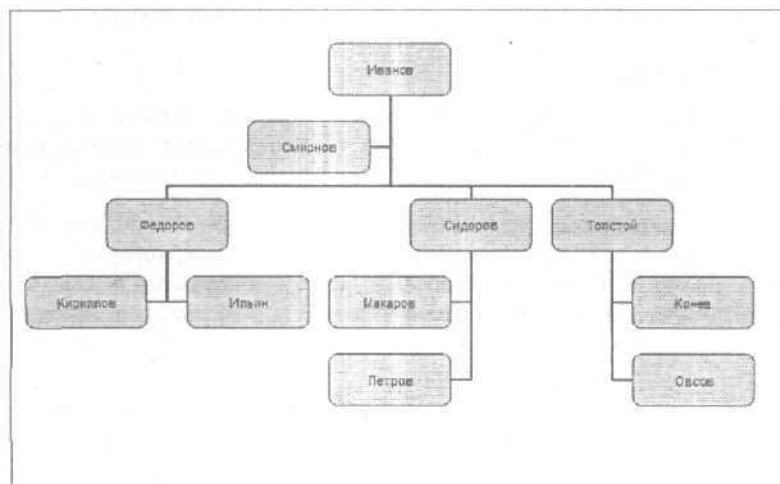 Иванов
Смирнов
Федоров
Сидоров
Толстой
Кириллов
Ильин
Макаров
Конев
Петров
Овсов